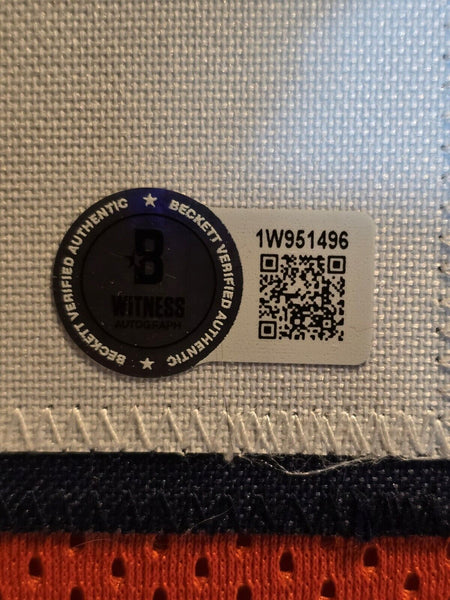 BECKETT VERIFIED AUTHENTIC ★ BECKETT VERIFIED AUTHENTIC ★
B
WITNESS
AUTOGRAPH
1W951496